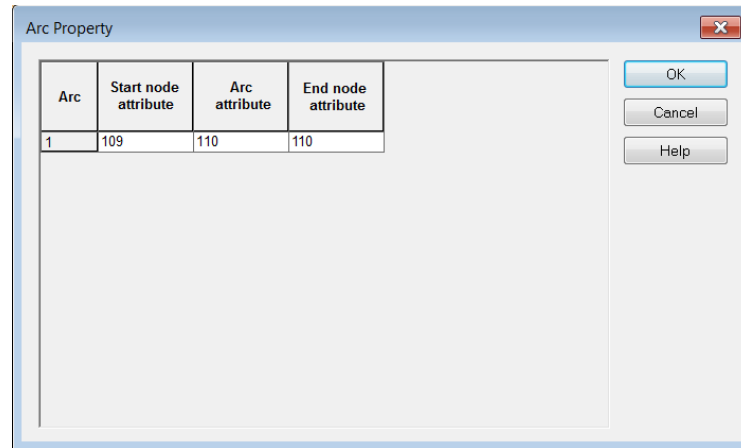 Arc Property
Arc Start node attribute Arc attribute End node attribute
1 109 110 110
OK
Cancel
Help